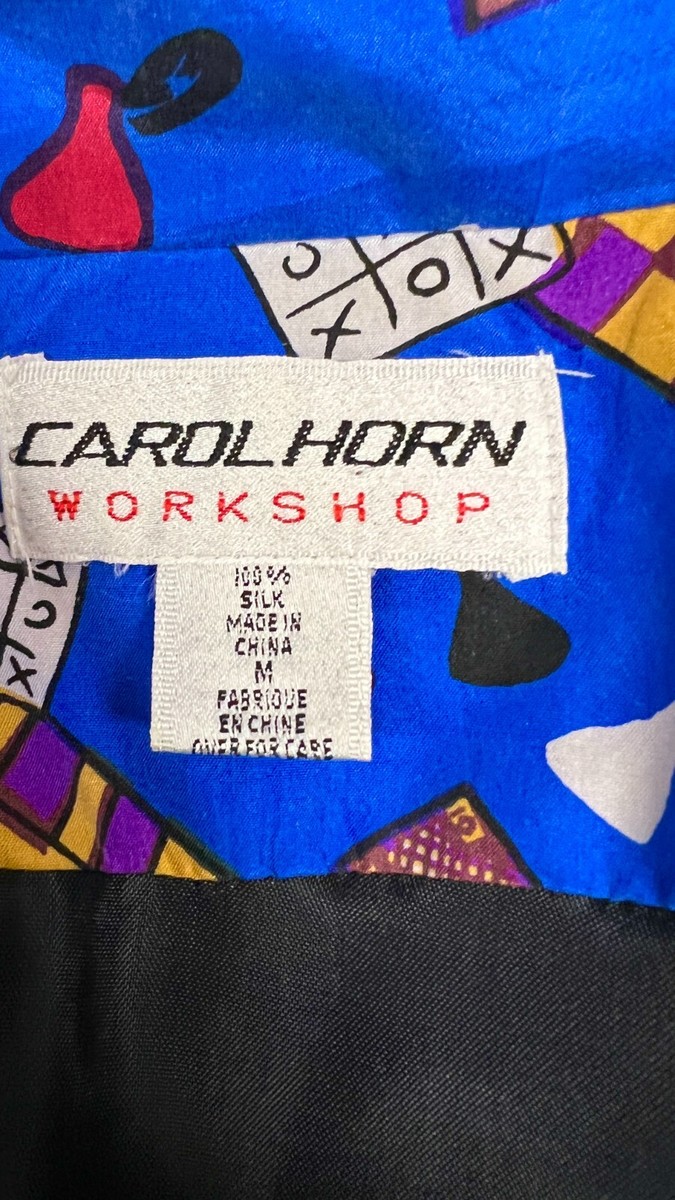 O O X
X
CAROL HORN
WORKSHOP
100%
SILK
MADE IN
CHINA
M
FABRIQUE
EN CHINE
OVER FOR CARE